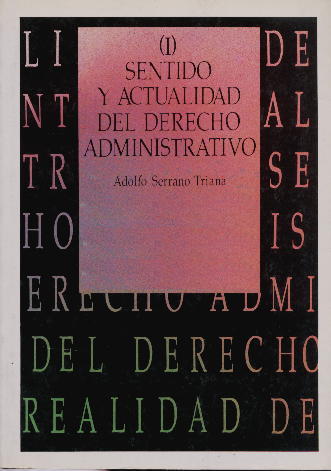 LI DE
(I)
SENTIDO
Y ACTUALIDAD
NT AL
DEL DERECHO
ADMINISTRATIVO
TR SE
Adolfo Serrano Triana
HO IS
ERECHO ADMI
DEL DERECHO
REALIDAD DE